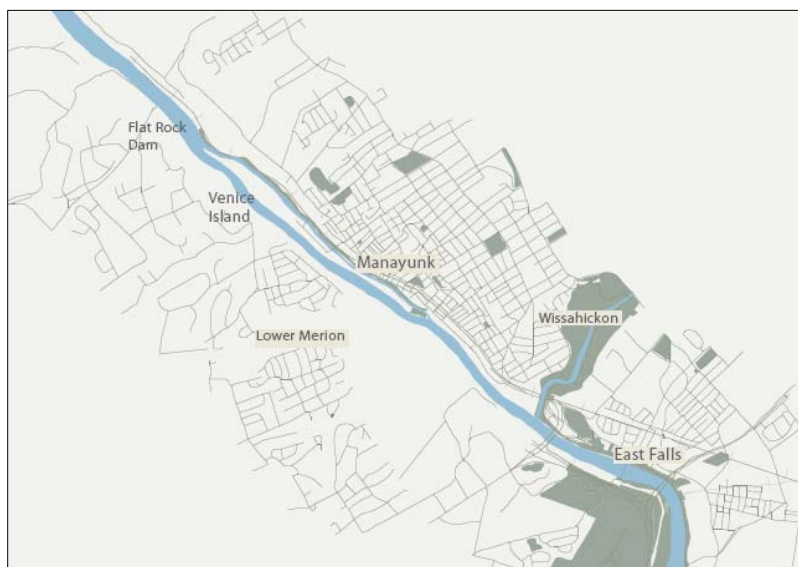 Flat Rock
Dam
Venice
Island
Manayunk
Wissahickon
Lower Merion
East Falls